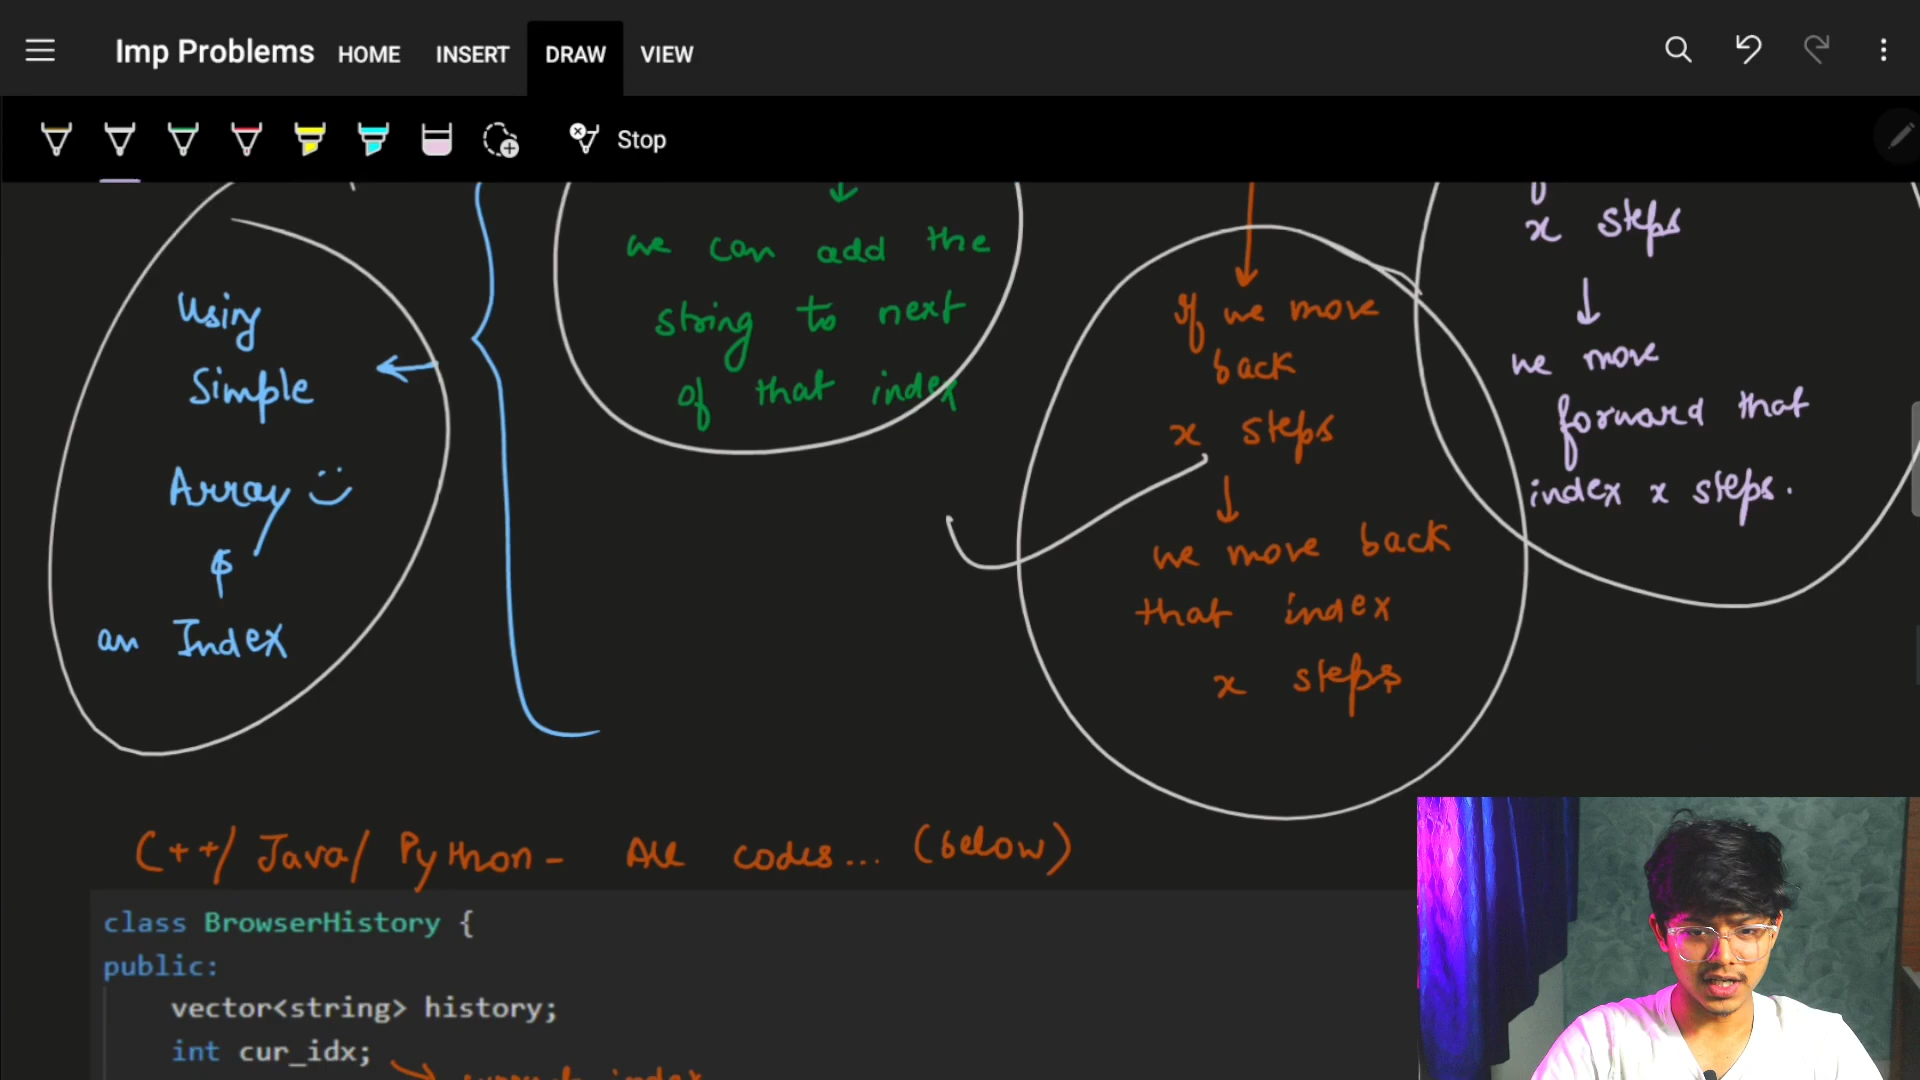 Imp Problems HOME INSERT DRAW VIEW
Stop
we can add the
string to next
of that index
x steps
we move
forward that
index x steps.
If we move
back
x steps
we move back
that index
x steps
Using
Simple
Array
&
an Index
C++/ Java/ Python - All codes... (below)
class BrowserHistory {
public:
vector<string> history;
int cur_idx;
current index